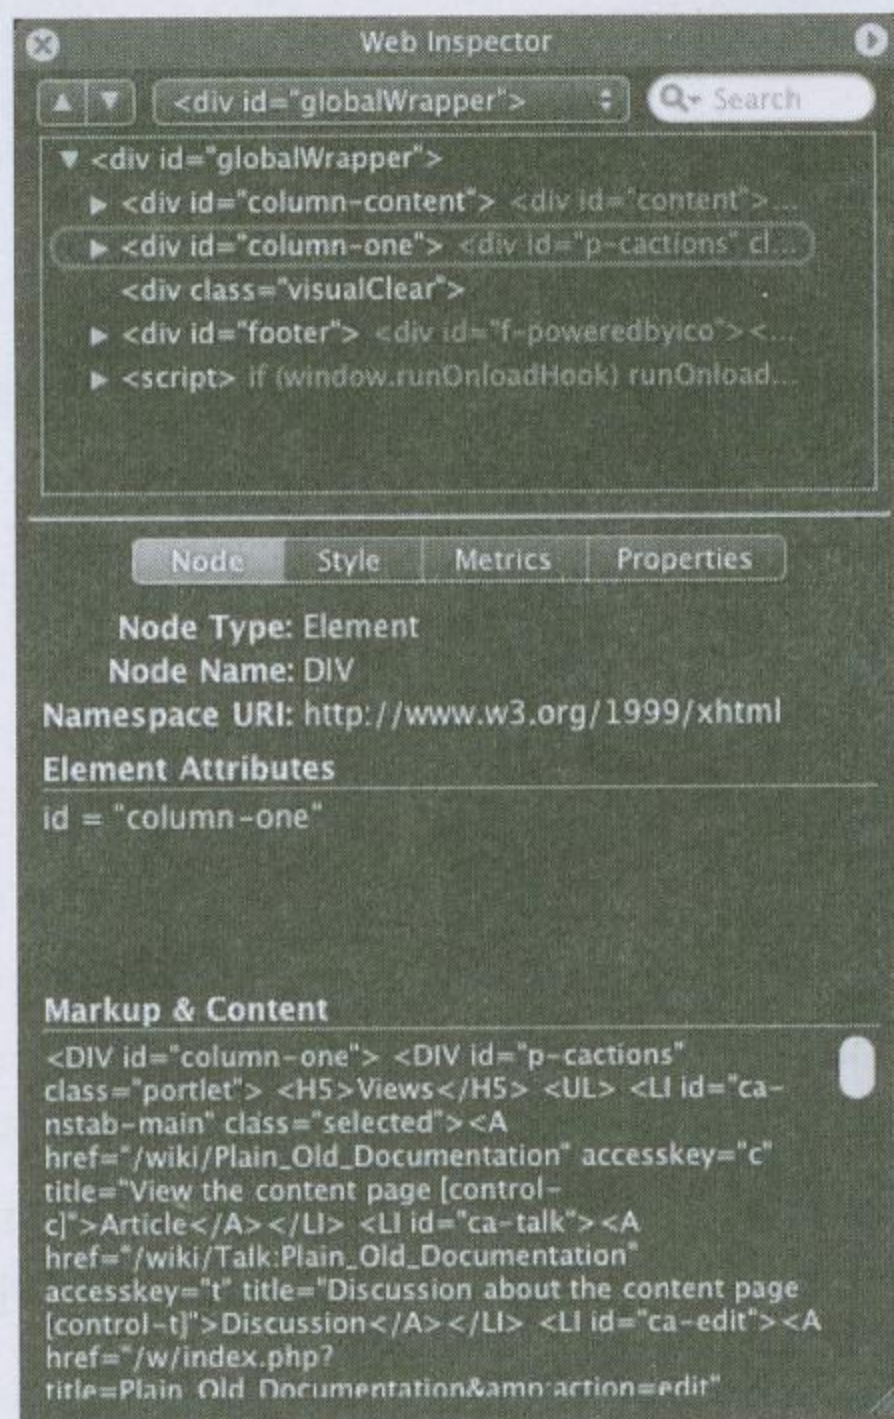 Web Inspector
<div id="globalWrapper">
Search
<div id="globalWrapper">
<div id="column-content"> <div id="content">...
<div id="column-one"> <div id="p-cactions" cl...
<div class="visualClear">
<div id="footer"> <div id="f-poweredbyico"><...
<script> if (window.runOnloadHook) runOnload...
Node Style Metrics Properties
Node Type: Element
Node Name: DIV
Namespace URI: http://www.w3.org/1999/xhtml
Element Attributes
id = "column-one"
Markup & Content
<DIV id="column-one"> <DIV id="p-cactions"
class="portlet"> <H5>Views</H5> <UL> <LI id="ca-
nstab-main" class="selected"><A
href="/wiki/Plain_Old_Documentation" accesskey="c"
title="View the content page [control-
c]">Article</A></LI> <LI id="ca-talk"><A
href="/wiki/Talk:Plain_Old_Documentation"
accesskey="t" title="Discussion about the content page
[control-t]">Discussion</A></LI> <LI id="ca-edit"><A
href="/w/index.php?
title=Plain_Old_Documentation&amp;action=edit"